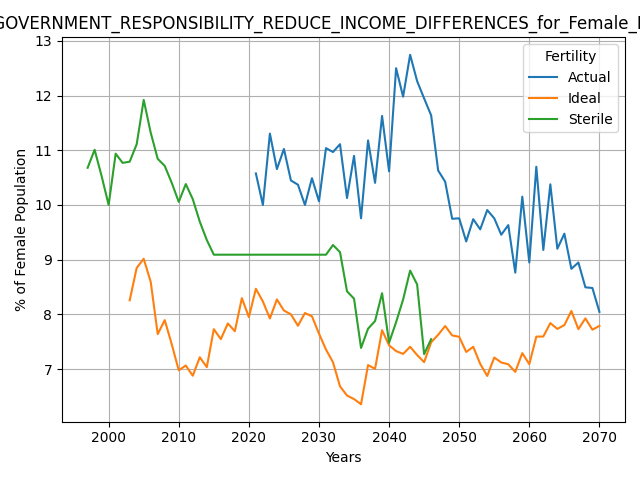 GOVERNMENT_RESPONSIBILITY_REDUCE_INCOME_DIFFERENCES_for_Female_
13
12
11
10
9
8
7
% of Female Population
Fertility
Actual
Ideal
Sterile
2000 2010 2020 2030 2040 2050 2060 2070
Years